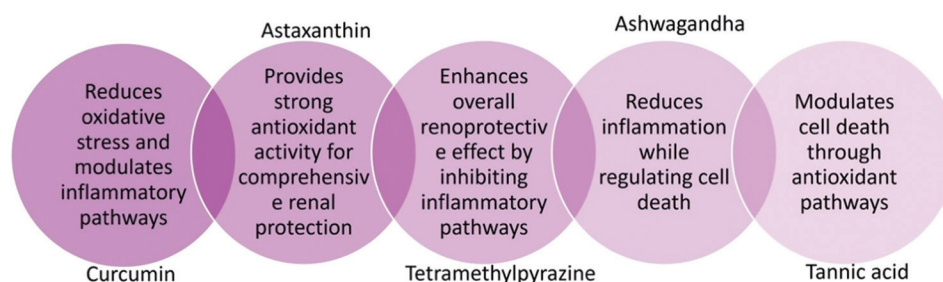 Astaxanthin
Ashwagandha
Reduces
oxidative
stress and
modulates
inflammatory
pathways
Provides
strong
antioxidant
activity for
comprehensiv
e renal
protection
Enhances
overall
renoprotectiv
e effect by
inhibiting
inflammatory
pathways
Reduces
inflammation
while
regulating cell
death
Modulates
cell death
through
antioxidant
pathways
Curcumin
Tetramethylpyrazine
Tannic acid